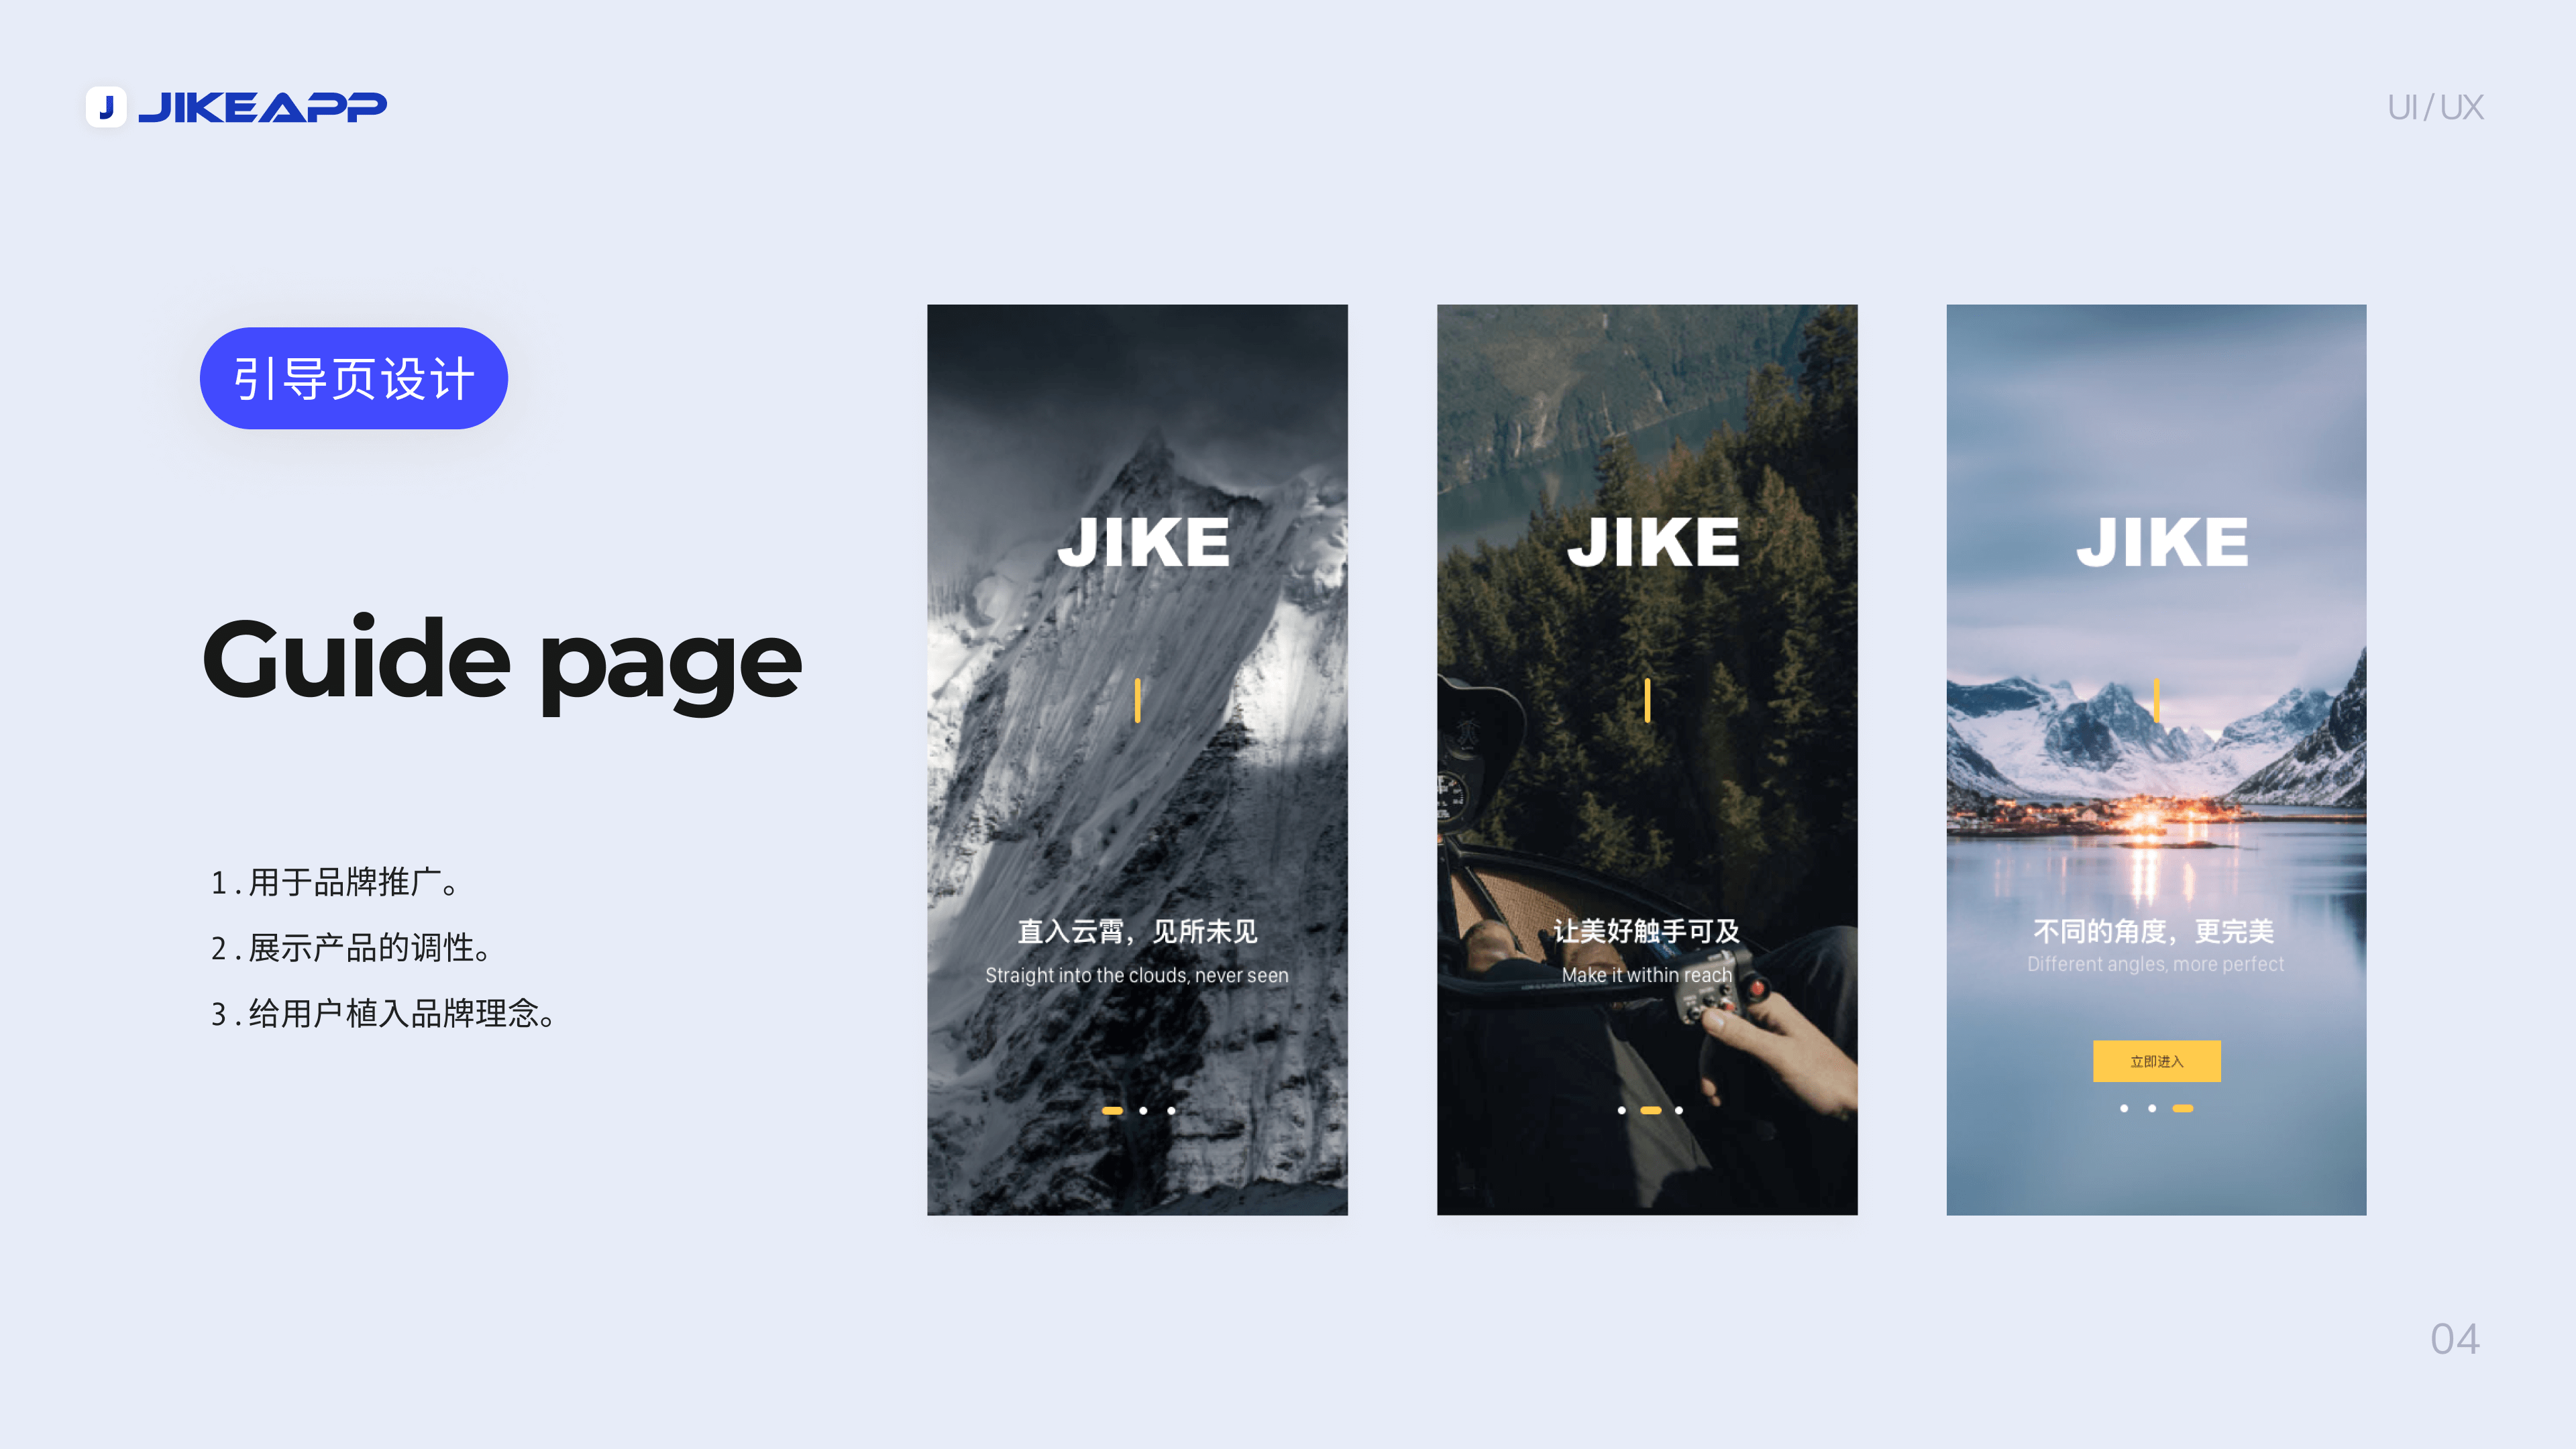 J JIKEAPP
UI/UX
引导页设计
Guide page
1.用于品牌推广。
2.展示产品的调性。
3.给用户植入品牌理念。
JIKE
直入云霄，见所未见
Straight into the clouds, never seen
JIKE
让美好触手可及
Make it within reach
JIKE
不同的角度，更完美
Different angles, more perfect
立即进入
04